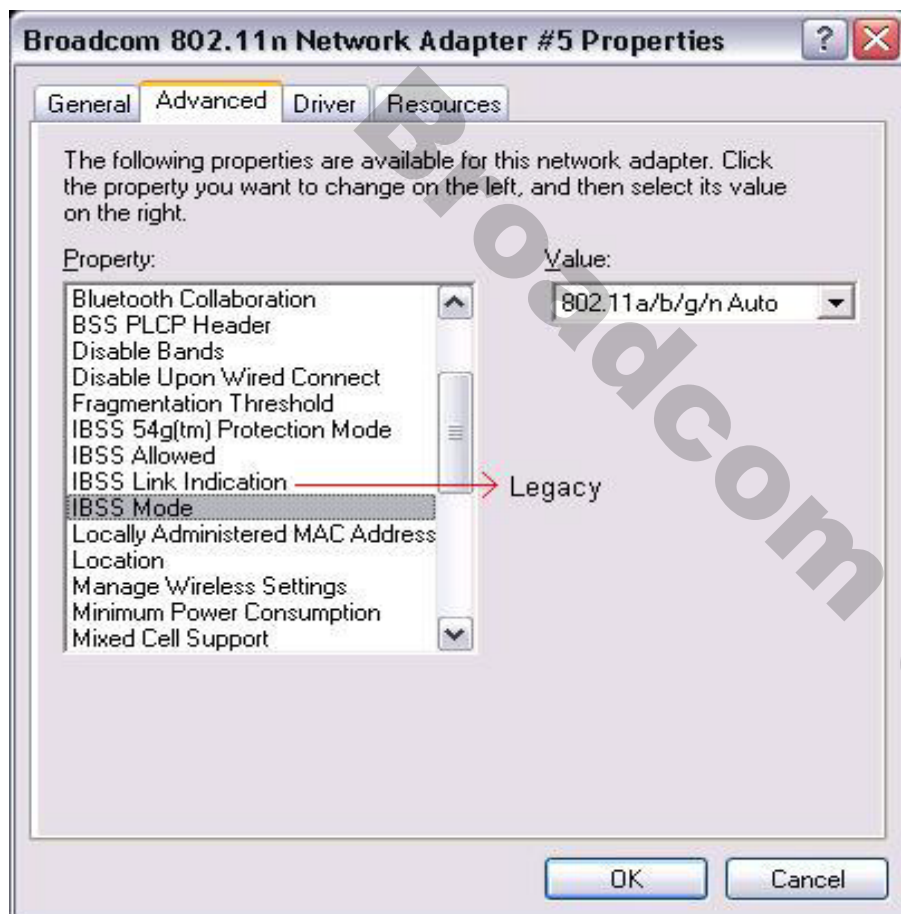 Broadcom 802.11n Network Adapter #5 Properties
General Advanced Driver Resources
The following properties are available for this network adapter. Click
the property you want to change on the left, and then select its value
on the right.
Property:
Value:
Bluetooth Collaboration
BSS PLCP Header
Disable Bands
Disable Upon Wired Connect
Fragmentation Threshold
IBSS 54g(tm) Protection Mode
IBSS Allowed
IBSS Link Indication
IBSS Mode
Locally Administered MAC Address
Location
Manage Wireless Settings
Minimum Power Consumption
Mixed Cell Support
802.11a/b/g/n Auto
Legacy
OK Cancel
Broadcom